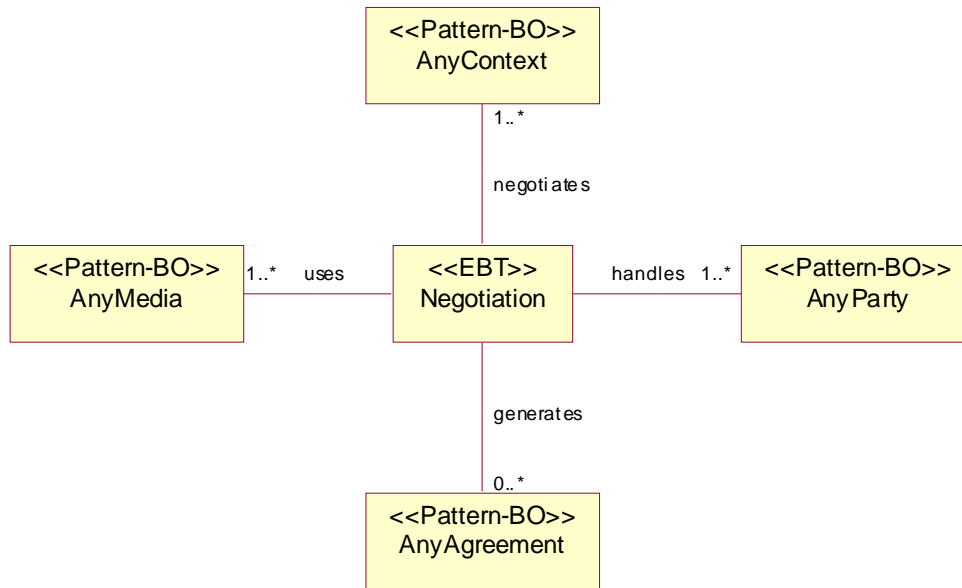 <<Pattern-BO>>
AnyContext
1..*
negotiates
<<Pattern-BO>>
AnyMedia
1..* uses
<<EBT>>
Negotiation
handles 1..*
<<Pattern-BO>>
AnyParty
generates
0..*
<<Pattern-BO>>
AnyAgreement